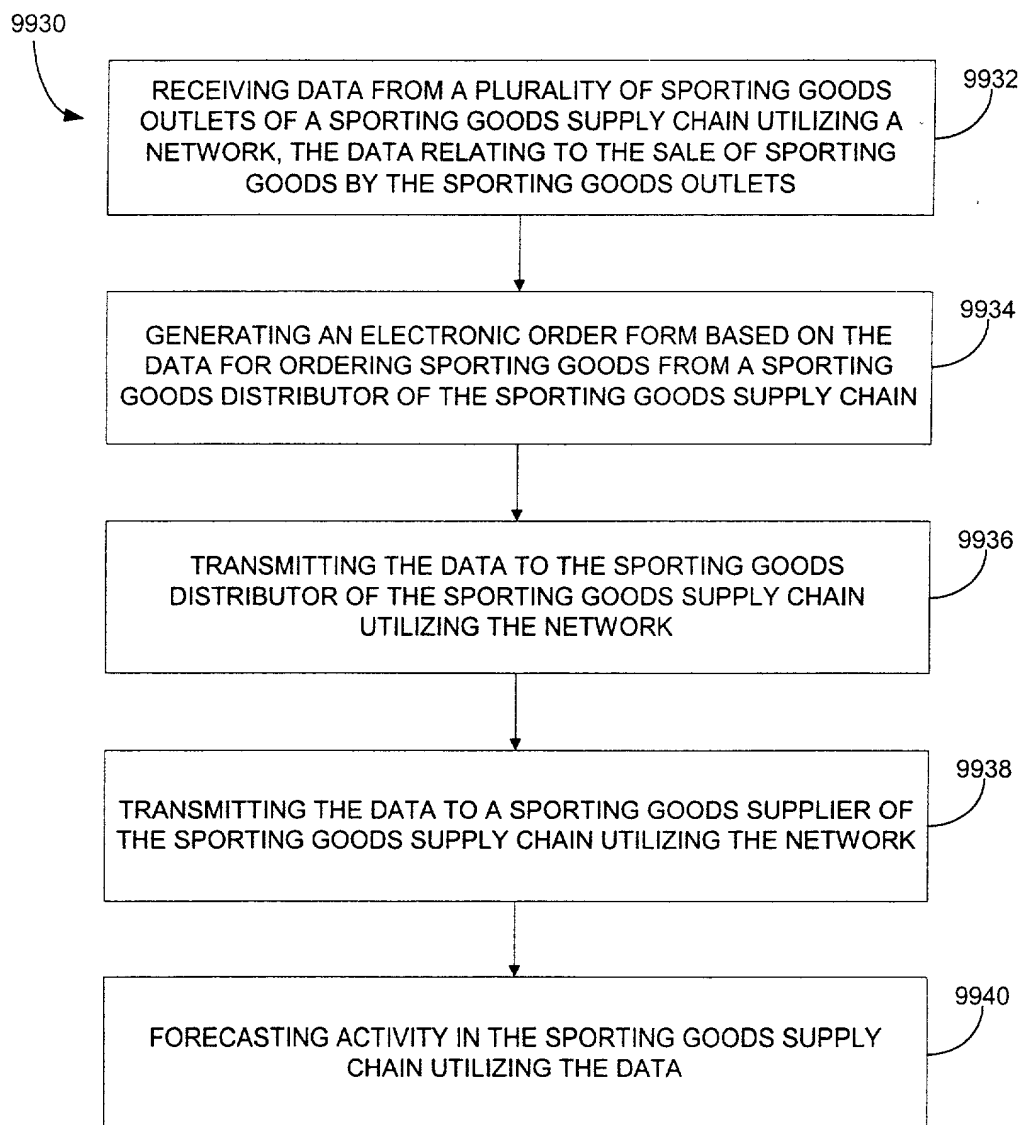 9930
9932
RECEIVING DATA FROM A PLURALITY OF SPORTING GOODS
OUTLETS OF A SPORTING GOODS SUPPLY CHAIN UTILIZING A
NETWORK, THE DATA RELATING TO THE SALE OF SPORTING
GOODS BY THE SPORTING GOODS OUTLETS
9934
GENERATING AN ELECTRONIC ORDER FORM BASED ON THE
DATA FOR ORDERING SPORTING GOODS FROM A SPORTING
GOODS DISTRIBUTOR OF THE SPORTING GOODS SUPPLY CHAIN
9936
TRANSMITTING THE DATA TO THE SPORTING GOODS
DISTRIBUTOR OF THE SPORTING GOODS SUPPLY CHAIN
UTILIZING THE NETWORK
9938
TRANSMITTING THE DATA TO A SPORTING GOODS SUPPLIER OF
THE SPORTING GOODS SUPPLY CHAIN UTILIZING THE NETWORK
9940
FORECASTING ACTIVITY IN THE SPORTING GOODS SUPPLY
CHAIN UTILIZING THE DATA